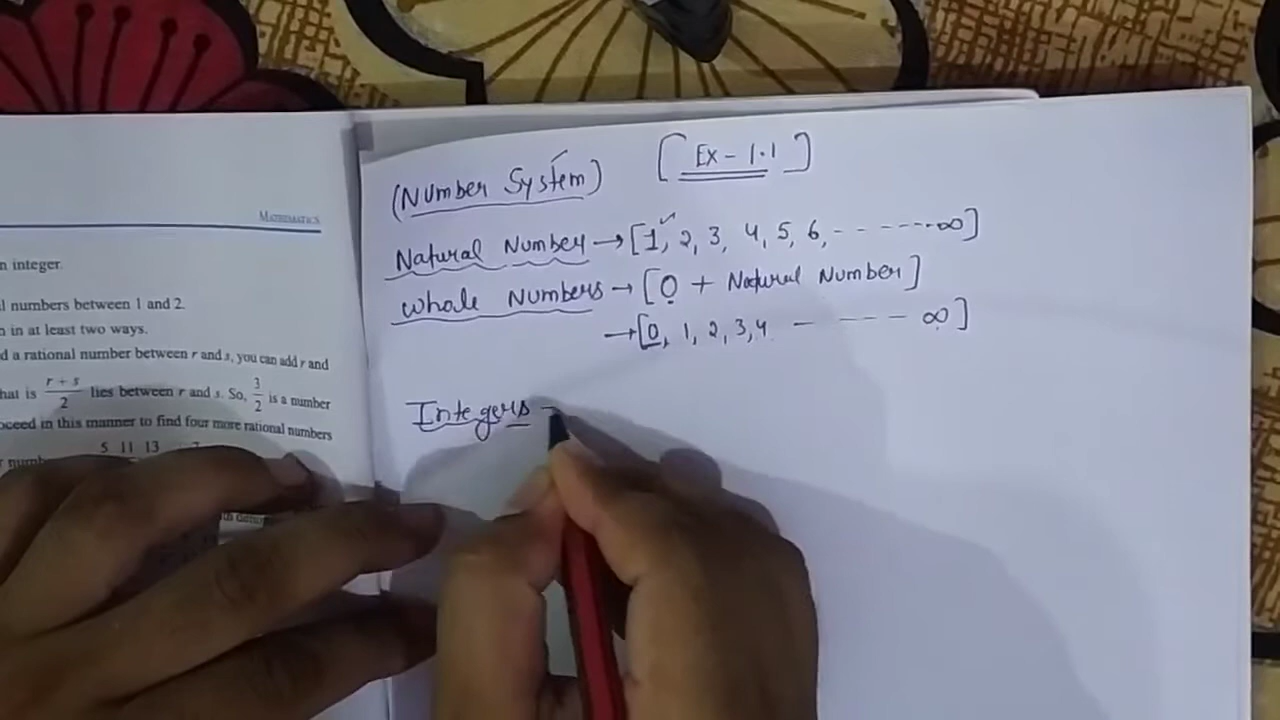 MATHEMATICS
n integer.
l numbers between 1 and 2.
n in at least two ways.
d a rational number between r and s, you can add r and
hat is r + s / 2 lies between r and s. So, 3 / 2 is a number
oceed in this manner to find four more rational numbers
5 11 13
(Number System) [Ex - 1.1]
Natural Number → [1, 2, 3, 4, 5, 6, - - - - - - - ∞]
Whole Numbers → [0 + Natural Number]
→ [0, 1, 2, 3, 4 - - - - - ∞]
Integers -